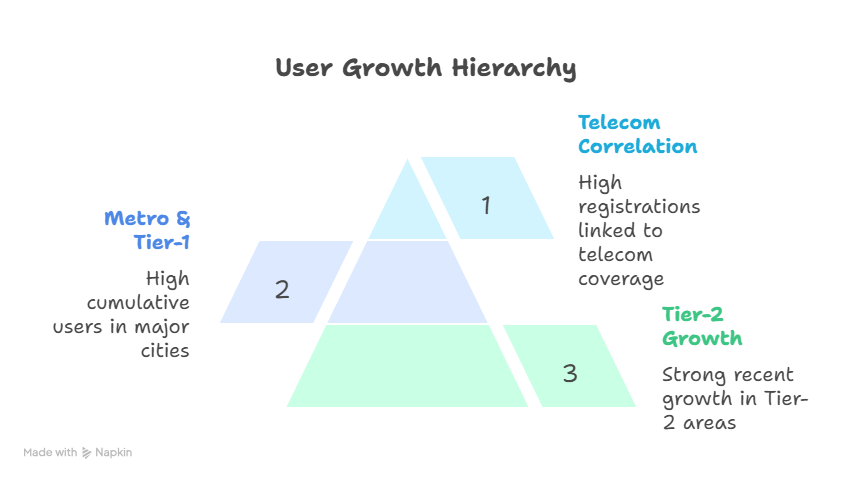 User Growth Hierarchy
Telecom
Correlation
High
registrations
linked to
telecom
coverage
1
Metro &
Tier-1
High
cumulative
users in major
cities
2
Tier-2
Growth
Strong recent
growth in Tier-
2 areas
3
Made with Napkin